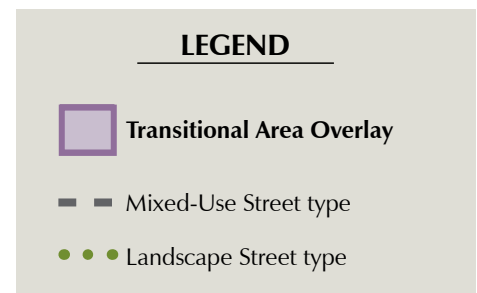 LEGEND
Transitional Area Overlay
Mixed-Use Street type
Landscape Street type